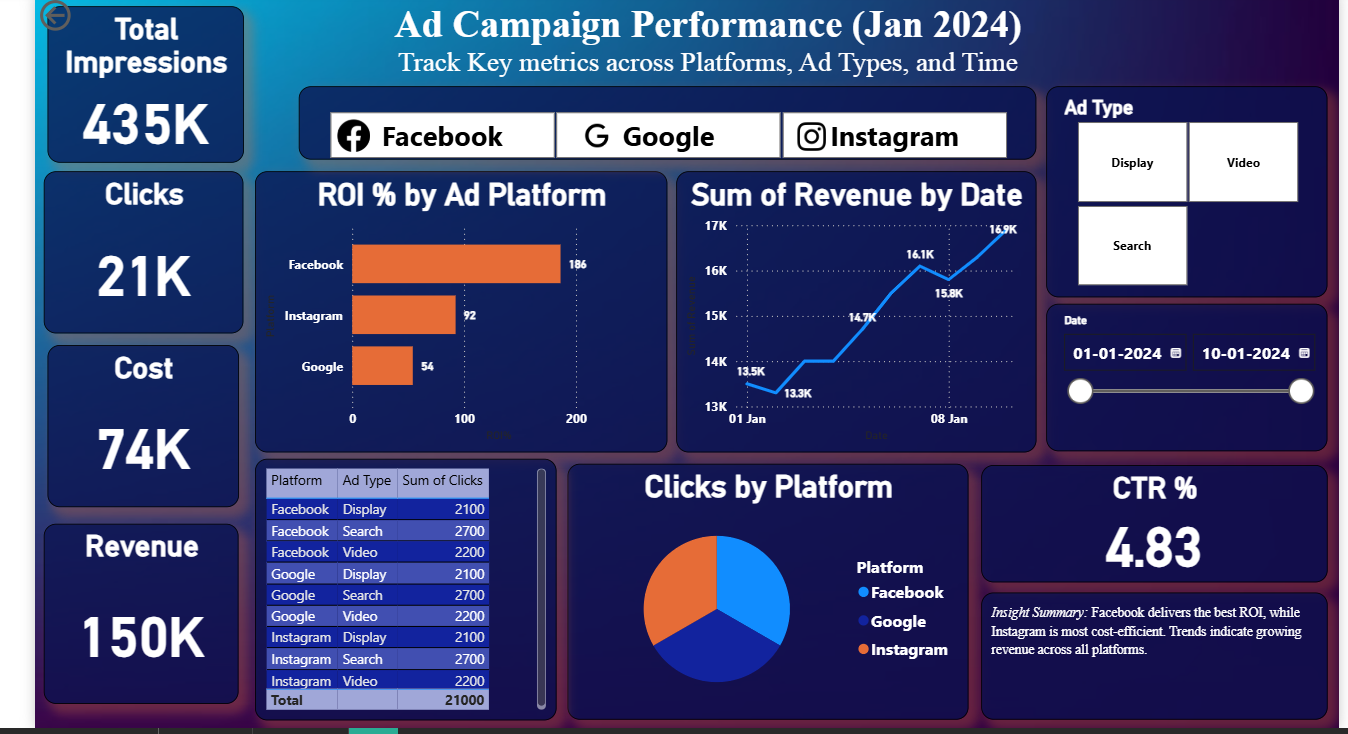 Ad Campaign Performance (Jan 2024)
Track Key metrics across Platforms, Ad Types, and Time
Total
Impressions
435K
Clicks
21K
Cost
74K
Revenue
150K
Facebook
Google
Instagram
Ad Type
Display
Video
Search
Date
01-01-2024
10-01-2024
ROI % by Ad Platform
Facebook
186
Instagram
92
Google
54
0
100
200
Sum of Revenue by Date
17K
16K
15K
14K
13K
13.5K
13.3K
14.7K
16.1K
15.8K
16.9K
01 Jan
08 Jan
Date
Platform Ad Type Sum of Clicks
Facebook Display 2100
Facebook Search 2700
Facebook Video 2200
Google Display 2100
Google Search 2700
Google Video 2200
Instagram Display 2100
Instagram Search 2700
Instagram Video 2200
Total 21000
Clicks by Platform
Platform
Facebook
Google
Instagram
CTR %
4.83
Insight Summary: Facebook delivers the best ROI, while
Instagram is most cost-efficient. Trends indicate growing
revenue across all platforms.